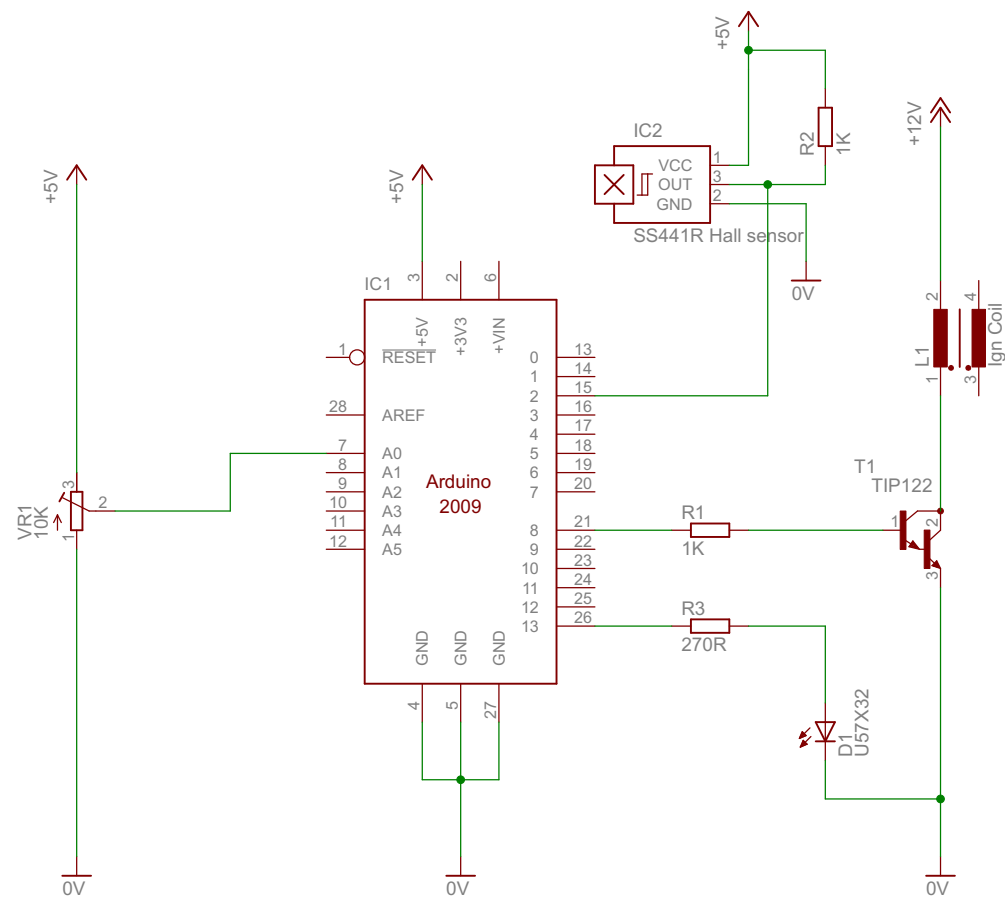 +5V
+12V
IC2
R2
1K
VCC
1
OUT
3
GND
2
SS441R Hall sensor
0V
+5V
+5V
IC1
3
2
6
+5V
+3V3
+VIN
1
RESET
28
AREF
7
A0
8
A1
9
A2
10
A3
11
A4
12
A5
Arduino
2009
0
13
1
14
2
15
3
16
4
17
5
18
6
19
7
20
8
21
9
22
10
23
11
24
12
25
13
26
GND
GND
GND
4
5
27
0V
VR1
10K
3
2
1
0V
2
4
L1
Ign Coil
1
3
T1
TIP122
1
2
3
R1
1K
R3
270R
D1
U57X32
0V